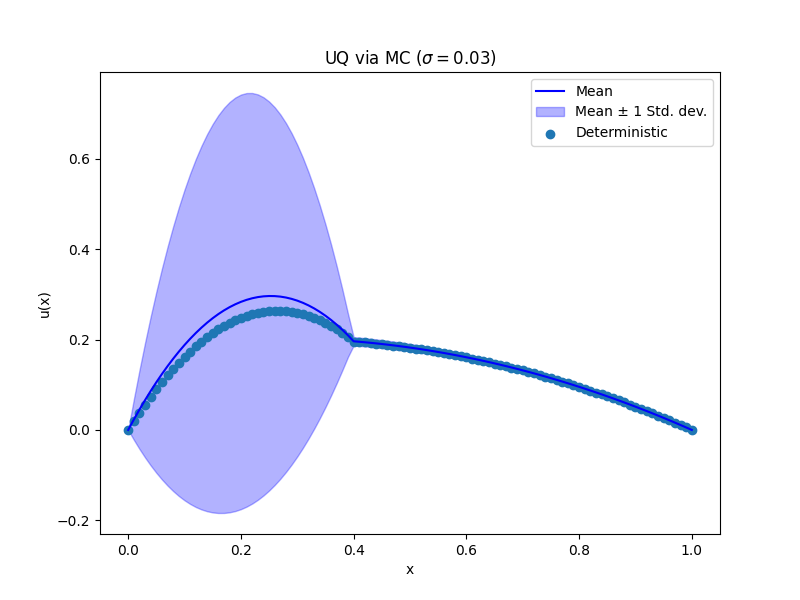 UQ via MC (σ = 0.03)
Mean
Mean ± 1 Std. dev.
Deterministic
u(x)
0.6
0.4
0.2
0.0
−0.2
0.0 0.2 0.4 0.6 0.8 1.0
x